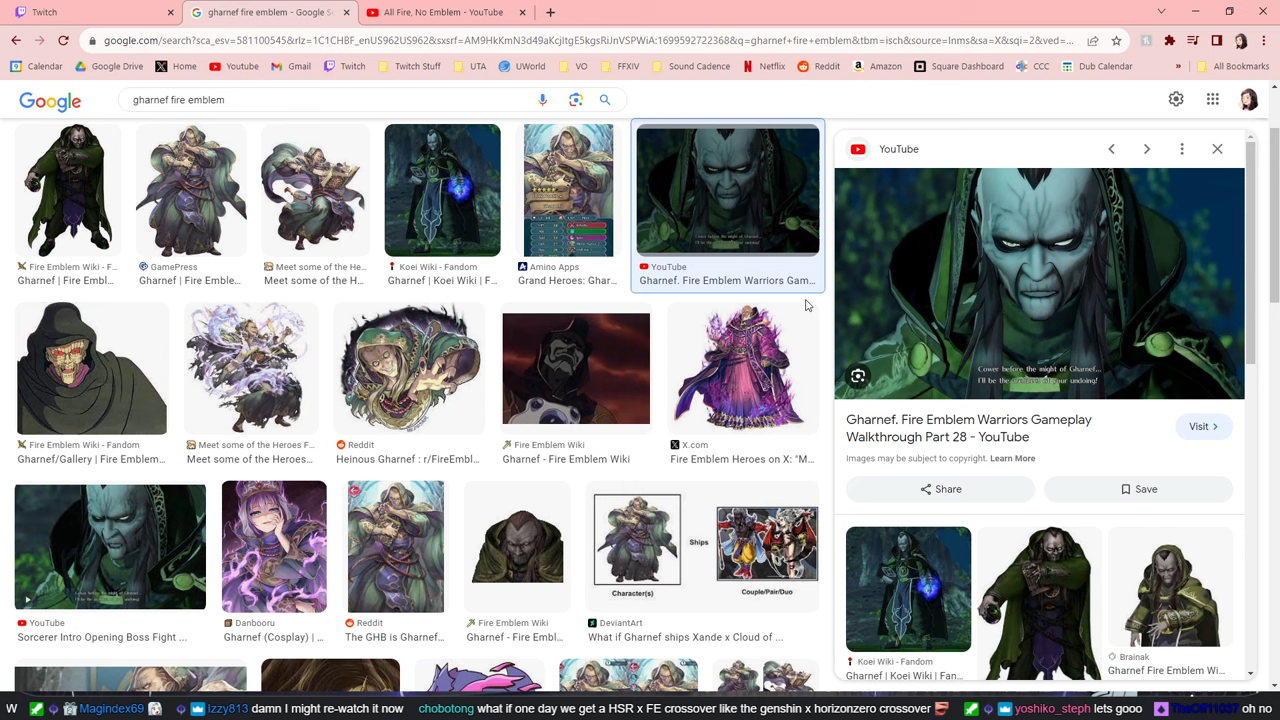 Twitch
gharnef fire emblem - Google Se
All Fire, No Emblem - YouTube
google.com/search?sca_esv=581100545&rlz=1C1CHBF_enUS962US962&sxsrf=AM9HkKmN3d49aKcjItgE5kgsRiJnVSPWiA:1699592722368&q=gharnef+fire+emblem&tbm=isch&source=lnms&sa=X&sqi=2&ved=...
Calendar
Google Drive
Home
Youtube
Gmail
Twitch
Twitch Stuff
UTA
UWorld
VO
FFXIV
Sound Cadence
Netflix
Reddit
Amazon
Square Dashboard
CCC
Dub Calendar
»
All Bookmarks
Google
gharnef fire emblem
YouTube
Fire Emblem Wiki - F...
Gharnef | Fire Embl...
GamePress
Gharnef | Fire Emble...
Meet some of the He...
Meet some of the H...
Koei Wiki - Fandom
Gharnef | Koei Wiki | F...
Amino Apps
Grand Heroes: Ghar...
YouTube
Gharnef. Fire Emblem Warriors Gam...
Cower before the might of Gharnef...
Gharnef. Fire Emblem Warriors Gameplay
Walkthrough Part 28 - YouTube
Visit
Images may be subject to copyright. Learn More
Share
Save
Fire Emblem Wiki - Fandom
Gharnef/Gallery | Fire Emblem...
Meet some of the Heroes F...
Meet some of the Heroes...
Reddit
Heinous Gharnef : r/FireEmbl...
Fire Emblem Wiki
Gharnef - Fire Emblem Wiki
X.com
Fire Emblem Heroes on X: "M...
YouTube
Sorcerer Intro Opening Boss Fight ...
Danbooru
Gharnef (Cosplay) | ...
Reddit
The GHB is Gharnef...
Fire Emblem Wiki
Gharnef - Fire Embl...
Character(s)
Ships
Couple/Pair/Duo
DeviantArt
What if Gharnef ships Xande x Cloud of ...
Koei Wiki - Fandom
Gharnef | Koei Wiki | Fan...
Brainak
Gharnef Fire Emblem Wi...
W Magindex69 Izzy813 damn I might re-watch it now chobotong what if one day we get a HSR x FE crossover like the genshin x horizonzero crossover yoshiko_steph lets gooo TheOH11037 oh no